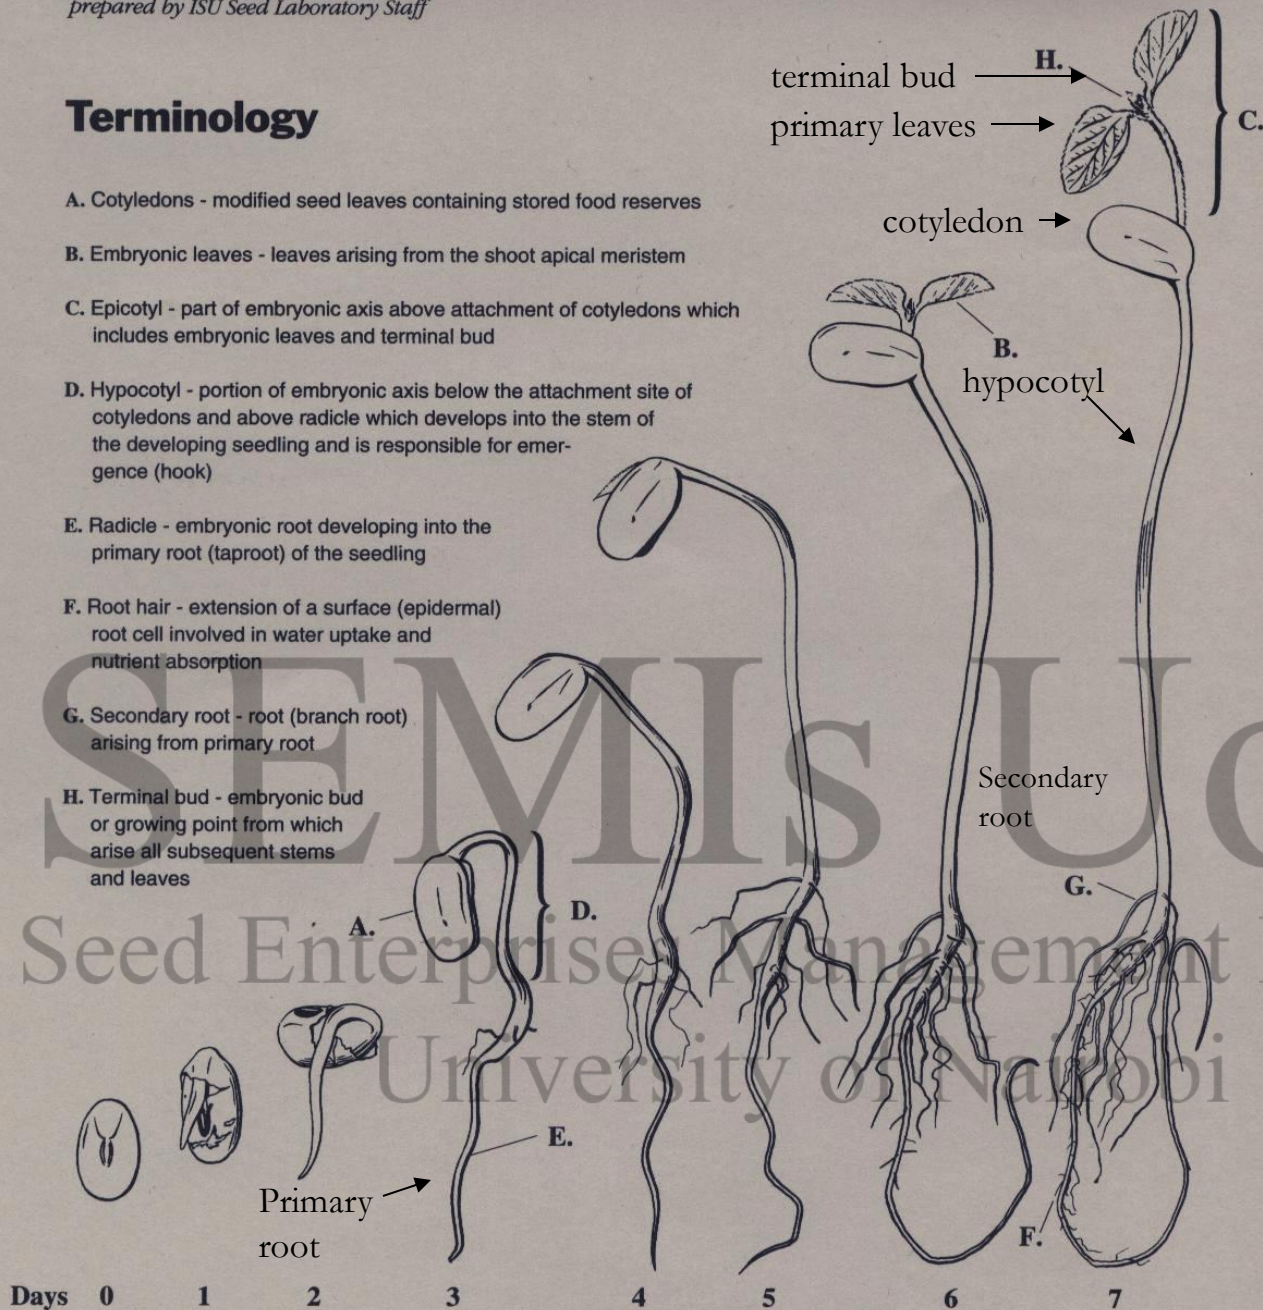 prepared by ISU Seed Laboratory Staff
Terminology
A. Cotyledons - modified seed leaves containing stored food reserves
B. Embryonic leaves - leaves arising from the shoot apical meristem
C. Epicotyl - part of embryonic axis above attachment of cotyledons which
includes embryonic leaves and terminal bud
D. Hypocotyl - portion of embryonic axis below the attachment site of
cotyledons and above radicle which develops into the stem of
the developing seedling and is responsible for emer-
gence (hook)
E. Radicle - embryonic root developing into the
primary root (taproot) of the seedling
F. Root hair - extension of a surface (epidermal)
root cell involved in water uptake and
nutrient absorption
G. Secondary root - root (branch root)
arising from primary root
H. Terminal bud - embryonic bud
or growing point from which
arise all subsequent stems
and leaves
terminal bud
H.
primary leaves
C.
cotyledon
B.
hypocotyl
Secondary
root
G.
A.
D.
E.
Primary
root
F.
Days 0 1 2 3 4 5 6 7
SEMIs Uo
Seed Enterprises Management
University of Nairobi